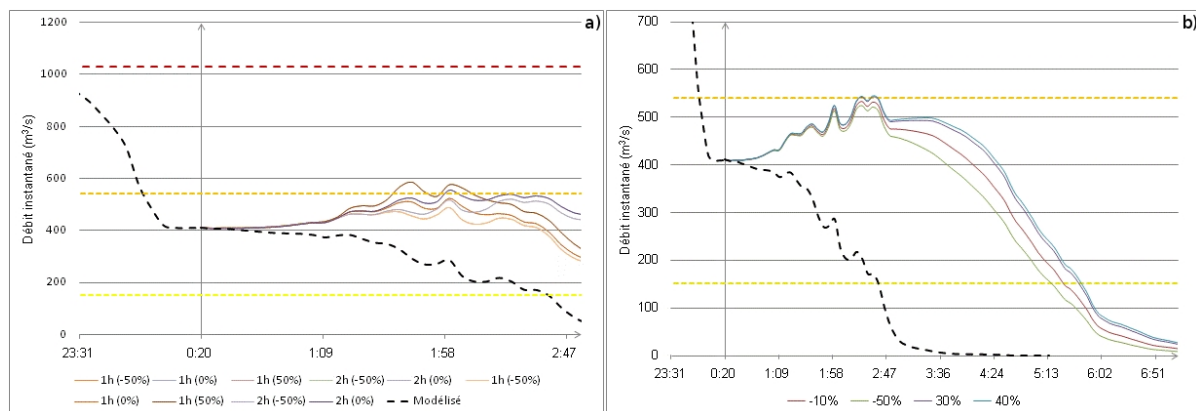 a)
Débit instantané (m³/s)
1200
1000
800
600
400
200
0
23:31 0:20 1:09 1:58 2:47
1h (-50%) 1h (0%) 1h (50%) 2h (-50%) 2h (0%) 1h (-50%)
1h (0%) 1h (50%) 2h (-50%) 2h (0%) Modélisé
b)
Débit instantané (m³/s)
700
600
500
400
300
200
100
0
23:31 0:20 1:09 1:58 2:47 3:36 4:24 5:13 6:02 6:51
-10% -50% 30% 40%